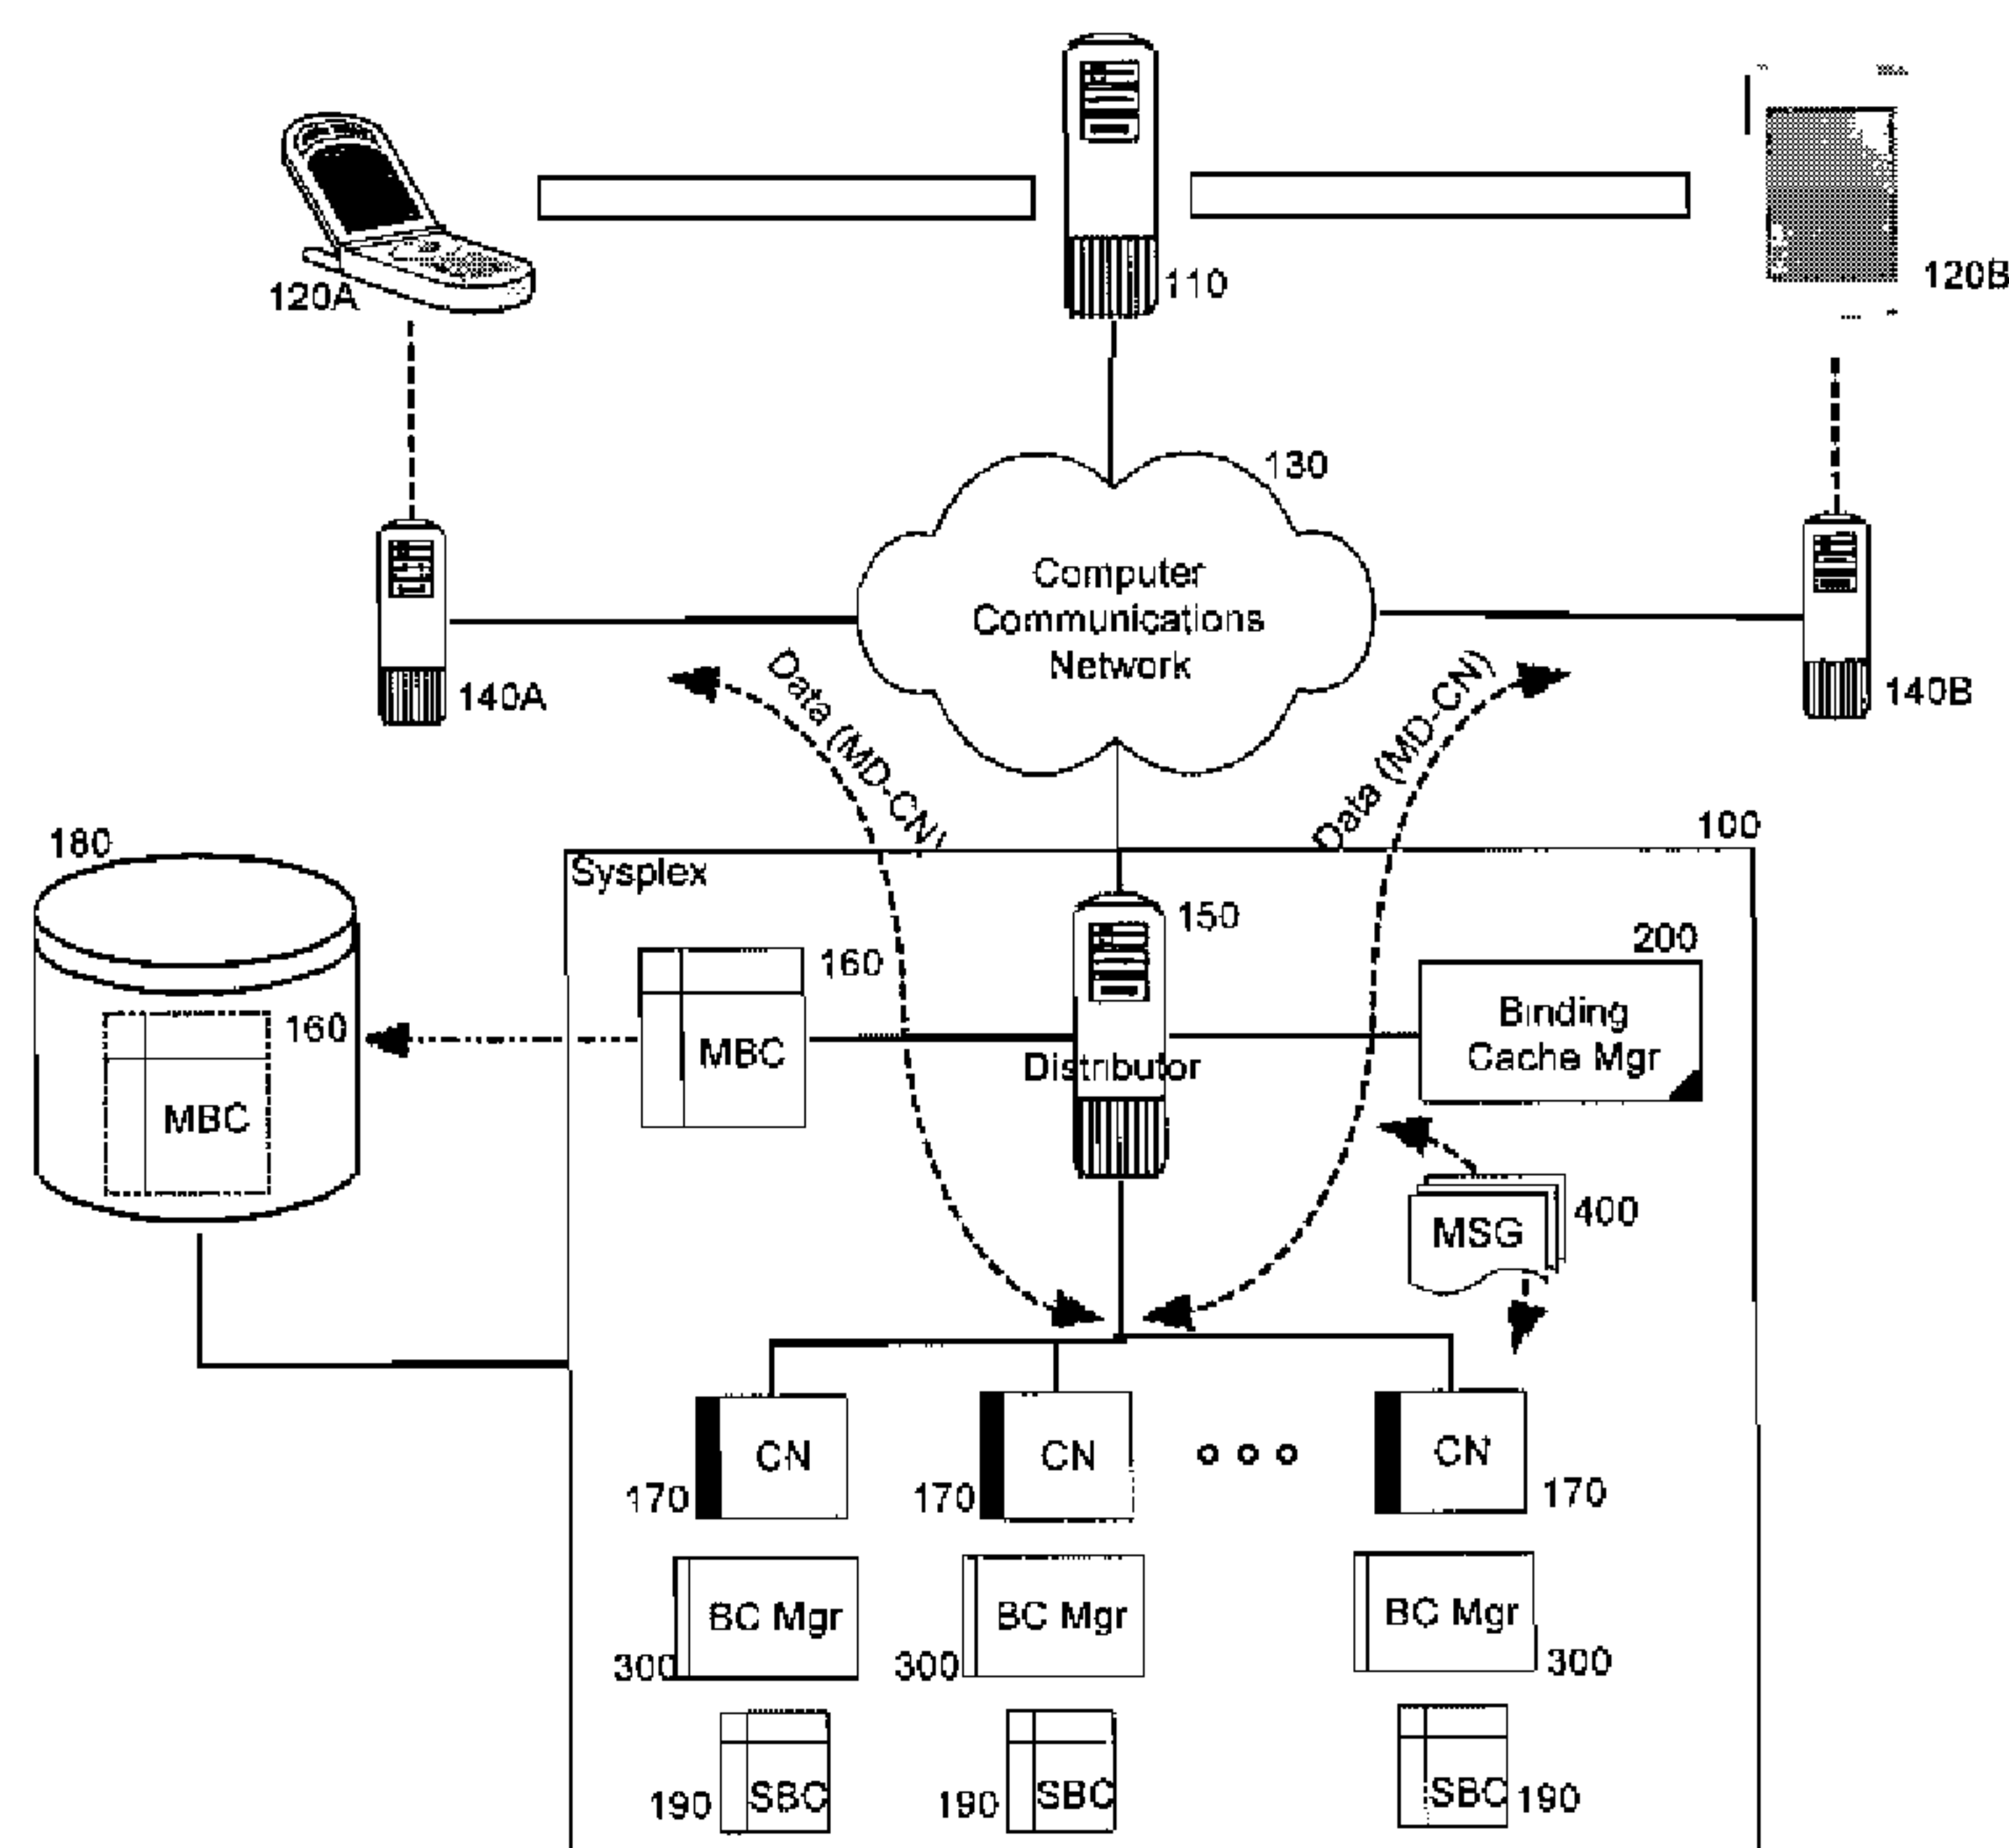 110
120A
120B
130
Computer
Communications
Network
140A
140B
Data (MD-CN)
Data (MD-CN)
100
180
Sysplex
150
160
200
160
MBC
MBC
Distributor
Binding
Cache Mgr
MSG
400
CN
CN
CN
170
170
170
BC Mgr
BC Mgr
BC Mgr
300
300
300
SBC
SBC
SBC
190
190
190